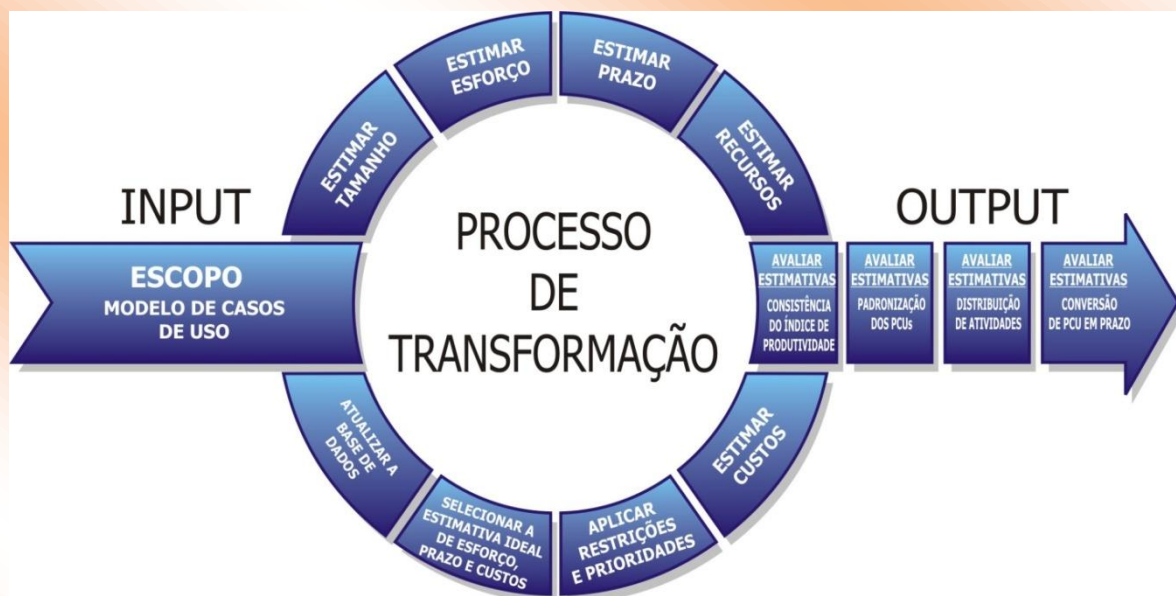 ESTIMAR
ESFORÇO
ESTIMAR
PRAZO
ESTIMAR
TAMANHO
ESTIMAR
RECURSOS
INPUT
OUTPUT
ESCOPO
MODELO DE CASOS
DE USO
PROCESSO
DE
TRANSFORMAÇÃO
AVALIAR
ESTIMATIVAS
CONSISTÊNCIA
DO ÍNDICE DE
PRODUTIVIDADE
AVALIAR
ESTIMATIVAS
PADRONIZAÇÃO
DOS PCUs
AVALIAR
ESTIMATIVAS
DISTRIBUIÇÃO
DE ATIVIDADES
AVALIAR
ESTIMATIVAS
CONVERSÃO
DE PCU EM PRAZO
ATUALIZAR A
BASE DE
DADOS
ESTIMAR
CUSTOS
SELECIONAR A
ESTIMATIVA IDEAL
DE ESFORÇO,
PRAZO E CUSTOS
APLICAR
RESTRIÇÕES
E PRIORIDADES